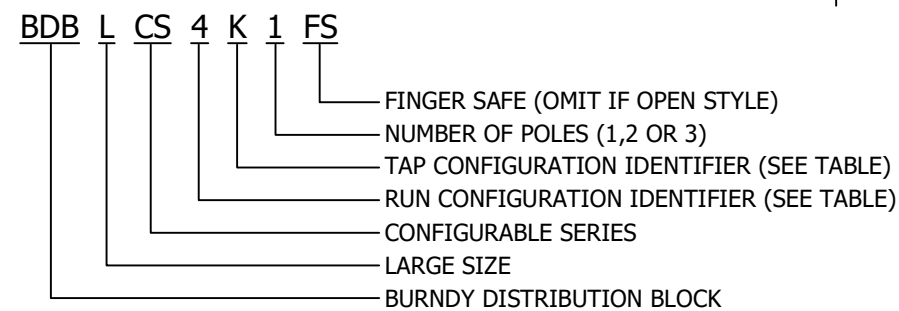 BDB L CS 4 K 1 FS
FINGER SAFE (OMIT IF OPEN STYLE)
NUMBER OF POLES (1,2 OR 3)
TAP CONFIGURATION IDENTIFIER (SEE TABLE)
RUN CONFIGURATION IDENTIFIER (SEE TABLE)
CONFIGURABLE SERIES
LARGE SIZE
BURNDY DISTRIBUTION BLOCK